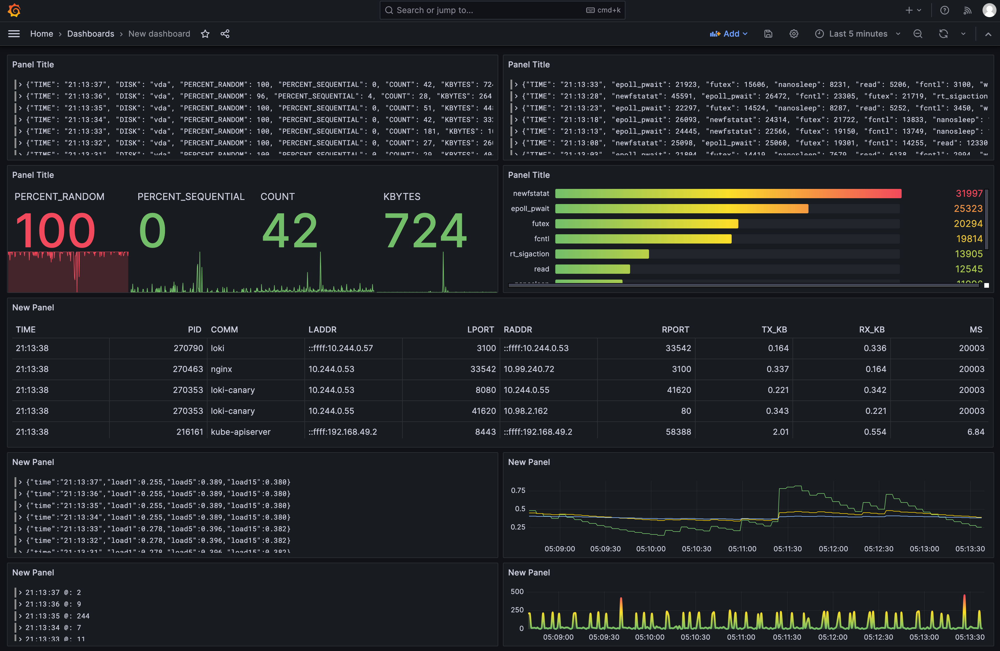 Search or jump to... cmd+k
Home › Dashboards › New dashboard Add Last 5 minutes
Panel Title
{"TIME": "21:13:37", "DISK": "vda", "PERCENT_RANDOM": 100, "PERCENT_SEQUENTIAL": 0, "COUNT": 42, "KBYTES": 724
{"TIME": "21:13:36", "DISK": "vda", "PERCENT_RANDOM": 96, "PERCENT_SEQUENTIAL": 4, "COUNT": 28, "KBYTES": 264
{"TIME": "21:13:35", "DISK": "vda", "PERCENT_RANDOM": 100, "PERCENT_SEQUENTIAL": 0, "COUNT": 51, "KBYTES": 448
{"TIME": "21:13:34", "DISK": "vda", "PERCENT_RANDOM": 100, "PERCENT_SEQUENTIAL": 0, "COUNT": 42, "KBYTES": 332
{"TIME": "21:13:33", "DISK": "vda", "PERCENT_RANDOM": 100, "PERCENT_SEQUENTIAL": 0, "COUNT": 181, "KBYTES":
{"TIME": "21:13:32", "DISK": "vda", "PERCENT_RANDOM": 100, "PERCENT_SEQUENTIAL": 0, "COUNT": 27, "KBYTES": 260
{"TIME": "21:13:31", "DISK": "vda", "PERCENT_RANDOM": 100, "PERCENT_SEQUENTIAL": 0, "COUNT": 29, "KBYTES":
Panel Title
{"TIME": "21:13:33", "epoll_pwait": 21923, "futex": 15606, "nanosleep": 8231, "read": 5206, "fcntl": 3100, "w
{"TIME": "21:13:28", "newfstatat": 45591, "epoll_pwait": 26472, "fcntl": 23305, "futex": 21719, "rt_sigaction
{"TIME": "21:13:23", "epoll_pwait": 22297, "futex": 14524, "nanosleep": 8287, "read": 5252, "fcntl": 3450, "w
{"TIME": "21:13:18", "epoll_pwait": 26093, "newfstatat": 24314, "futex": 21722, "fcntl": 13833, "nanosleep":
{"TIME": "21:13:13", "epoll_pwait": 24445, "newfstatat": 22566, "futex": 19150, "fcntl": 13749, "nanosleep":
{"TIME": "21:13:08", "newfstatat": 25098, "epoll_pwait": 25060, "futex": 19301, "fcntl": 14255, "read": 12330
{"TIME": "21:13:03", "epoll_pwait": 21804, "futex": 14419, "nanosleep": 7679, "read": 6138, "fcntl": 2994, "w
Panel Title
PERCENT_RANDOM PERCENT_SEQUENTIAL COUNT KBYTES
100 0 42 724
Panel Title
newfstatat 31997
epoll_pwait 25323
futex 20294
fcntl 19814
rt_sigaction 13905
read 12545
nanosleep
New Panel
TIME PID COMM LADDR LPORT RADDR RPORT TX_KB RX_KB MS
21:13:38 270790 loki ::ffff:10.244.0.57 3100 ::ffff:10.244.0.53 33542 0.164 0.336 20003
21:13:38 270463 nginx 10.244.0.53 33542 10.99.240.72 3100 0.337 0.164 20003
21:13:38 270353 loki-canary 10.244.0.53 8080 10.244.0.55 41620 0.221 0.342 20003
21:13:38 270353 loki-canary 10.244.0.55 41620 10.98.2.162 80 0.343 0.221 20003
21:13:38 216161 kube-apiserver ::ffff:192.168.49.2 8443 ::ffff:192.168.49.2 58388 2.01 0.554 6.84
New Panel
{"time":"21:13:37","load1":0.255,"load5":0.389,"load15":0.380}
{"time":"21:13:36","load1":0.255,"load5":0.389,"load15":0.380}
{"time":"21:13:35","load1":0.255,"load5":0.389,"load15":0.380}
{"time":"21:13:34","load1":0.255,"load5":0.389,"load15":0.380}
{"time":"21:13:33","load1":0.278,"load5":0.396,"load15":0.382}
{"time":"21:13:32","load1":0.278,"load5":0.396,"load15":0.382}
{"time":"21:13:31","load1":0.278,"load5":0.396,"load15":0.382}
New Panel
0.75
0.5
0.25
05:09:00 05:09:30 05:10:00 05:10:30 05:11:00 05:11:30 05:12:00 05:12:30 05:13:00 05:13:30
New Panel
21:13:37 @: 2
21:13:36 @: 9
21:13:35 @: 244
21:13:34 @: 7
21:13:33 @: 11
New Panel
500
250
0
05:09:00 05:09:30 05:10:00 05:10:30 05:11:00 05:11:30 05:12:00 05:12:30 05:13:00 05:13:30